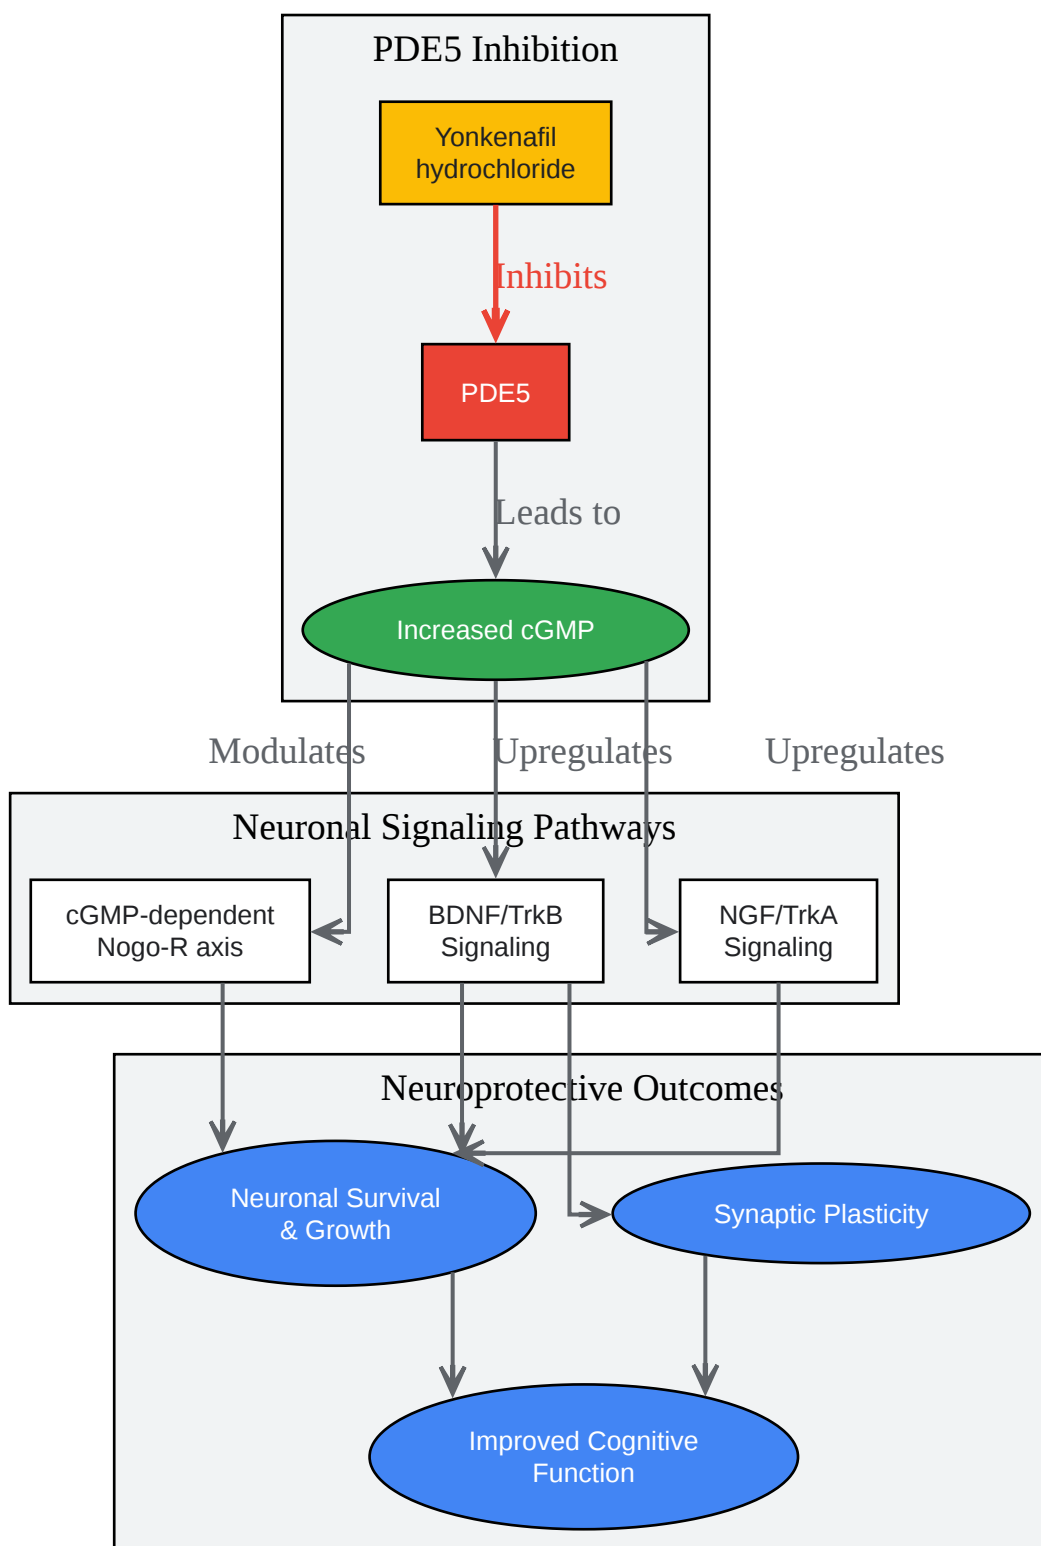 PDE5 Inhibition
Yonkenafil
hydrochloride
Inhibits
PDE5
Leads to
Increased cGMP
Modulates
Upregulates
Upregulates
Neuronal Signaling Pathways
cGMP-dependent
Nogo-R axis
BDNF/TrkB
Signaling
NGF/TrkA
Signaling
Neuroprotective Outcomes
Neuronal Survival
& Growth
Synaptic Plasticity
Improved Cognitive
Function